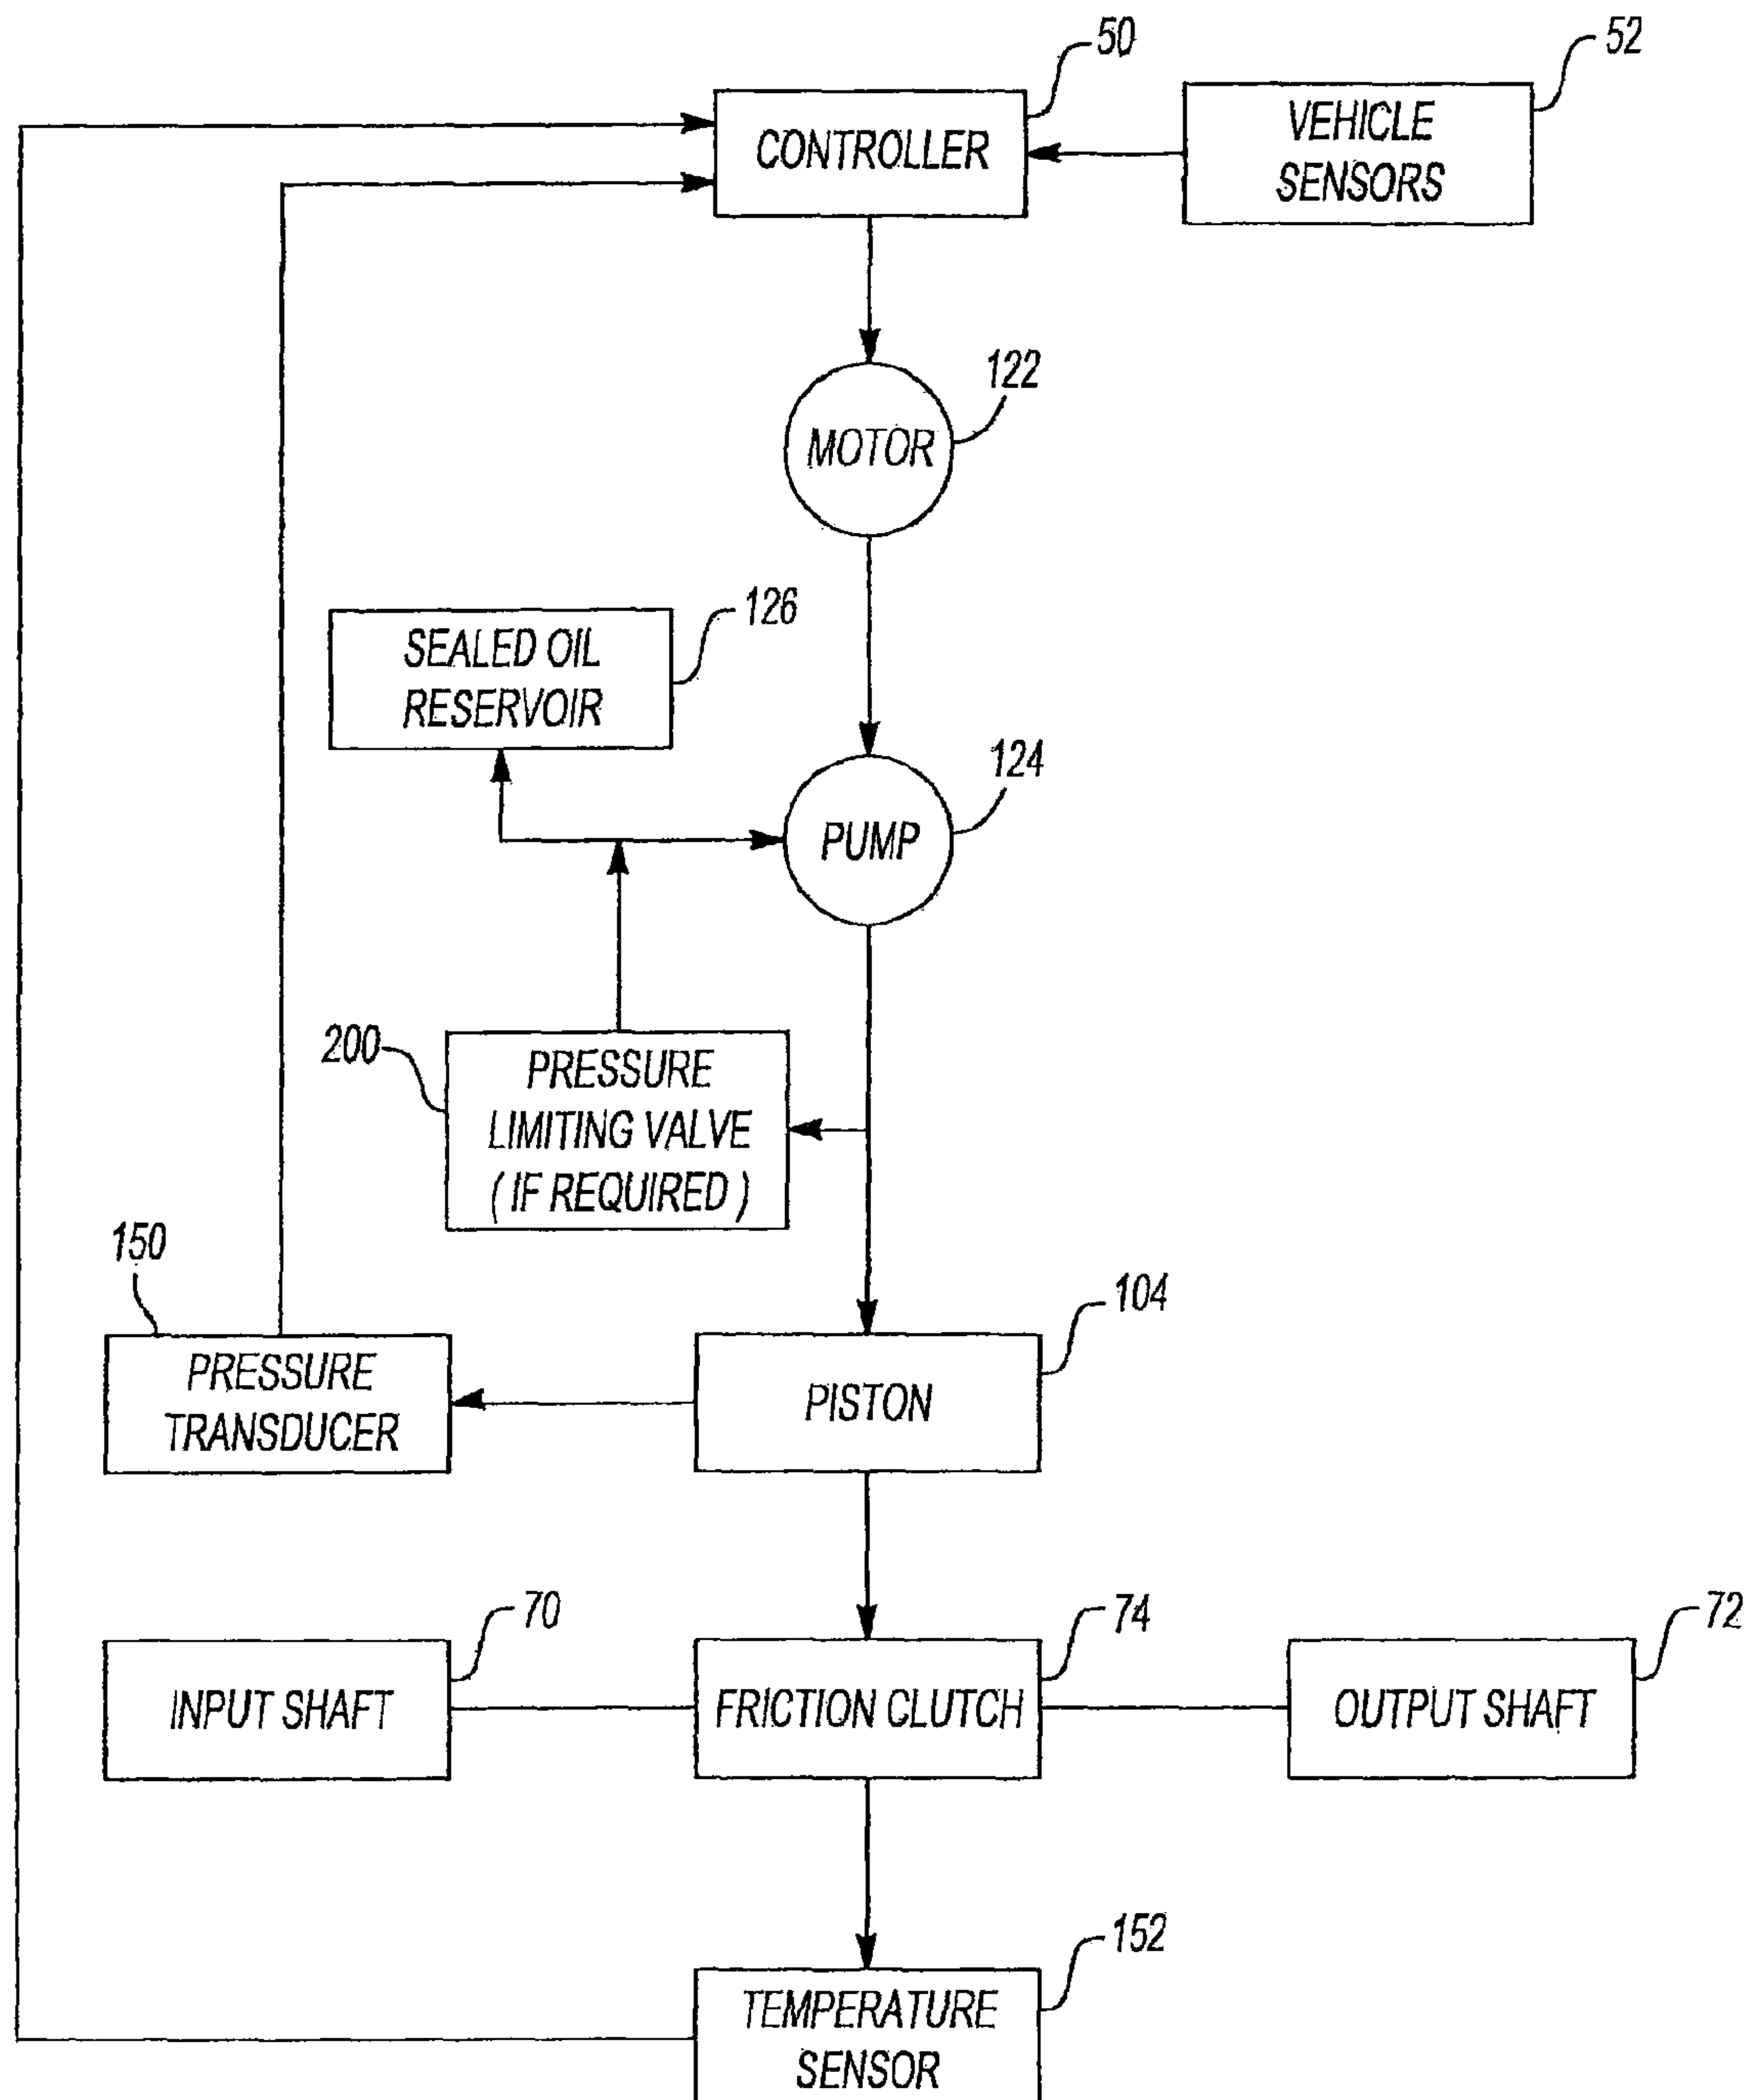 50
52
CONTROLLER
VEHICLE
SENSORS
122
MOTOR
126
SEALED OIL
RESERVOIR
124
PUMP
200
PRESSURE
LIMITING VALVE
( IF REQUIRED )
150
104
PRESSURE
TRANSDUCER
PISTON
70
74
72
INPUT SHAFT
FRICTION CLUTCH
OUTPUT SHAFT
152
TEMPERATURE
SENSOR